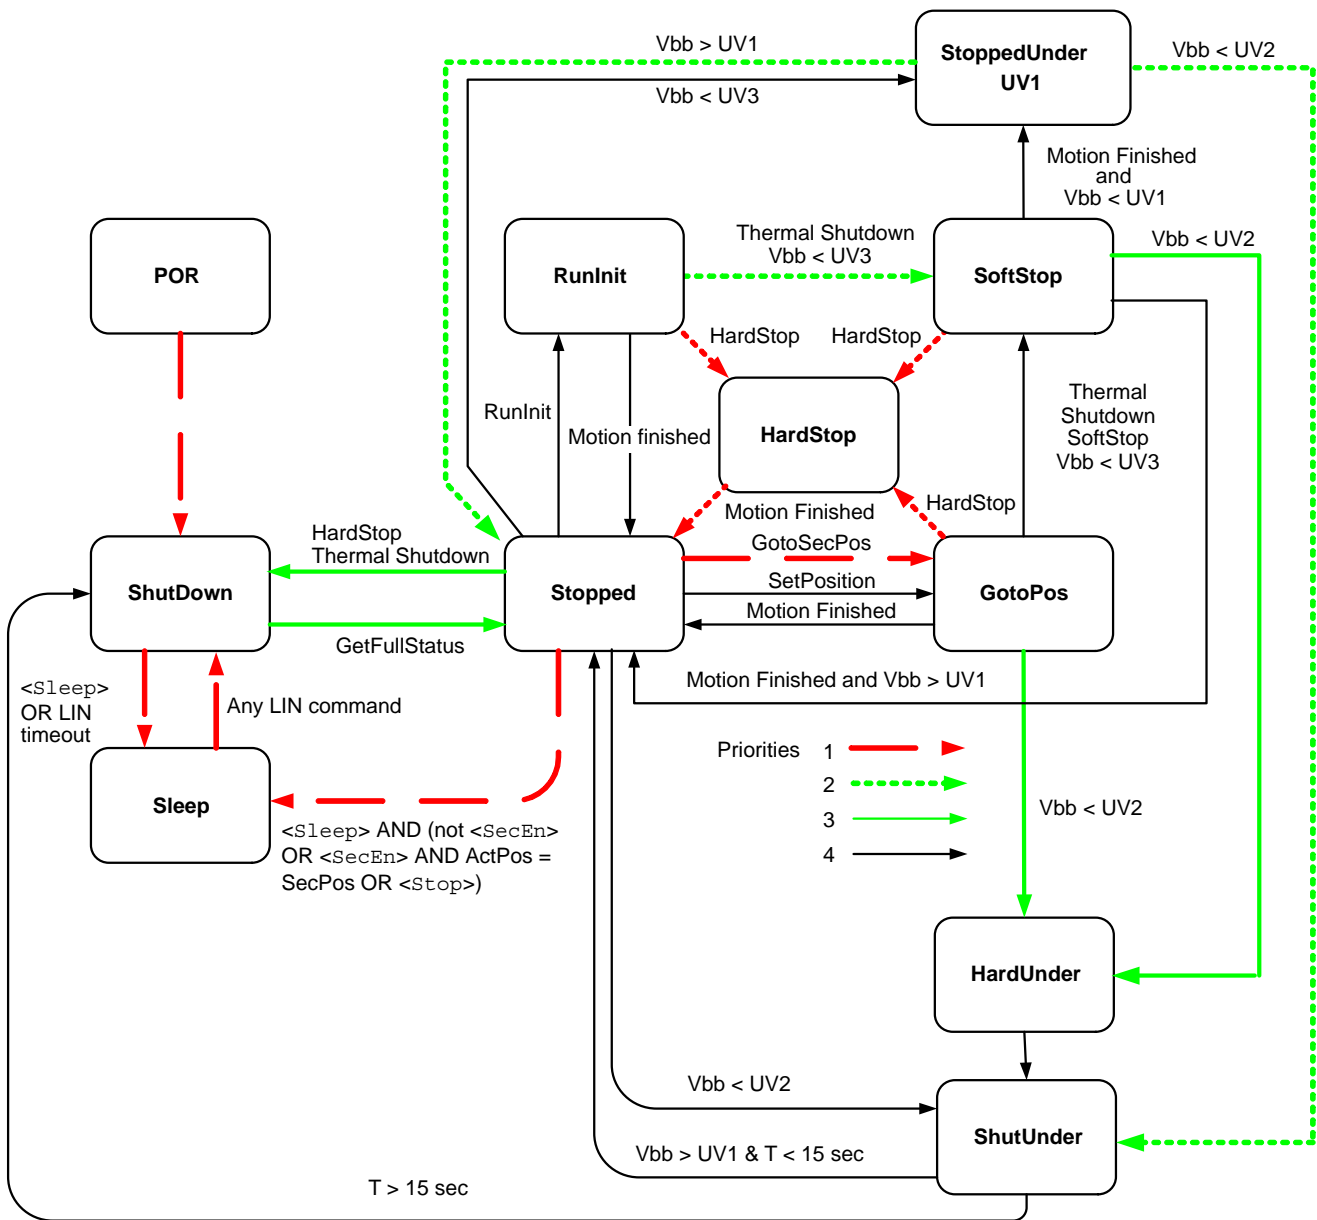 Vbb > UV1
StoppedUnder
UV1
Vbb < UV2
Vbb < UV3
Motion Finished
and
Vbb < UV1
POR
RunInit
Thermal Shutdown
Vbb < UV3
SoftStop
Vbb < UV2
HardStop
HardStop
RunInit
Motion finished
HardStop
Thermal
Shutdown
SoftStop
Vbb < UV3
Motion Finished
HardStop
HardStop
Thermal Shutdown
GotoSecPos
ShutDown
Stopped
SetPosition
GotoPos
Motion Finished
GetFullStatus
<Sleep>
OR LIN
timeout
Any LIN command
Motion Finished and Vbb > UV1
Priorities 1
2
3
4
Sleep
<Sleep> AND (not <SecEn>
OR <SecEn> AND ActPos =
SecPos OR <Stop>)
Vbb < UV2
HardUnder
Vbb < UV2
ShutUnder
Vbb > UV1 & T < 15 sec
T > 15 sec